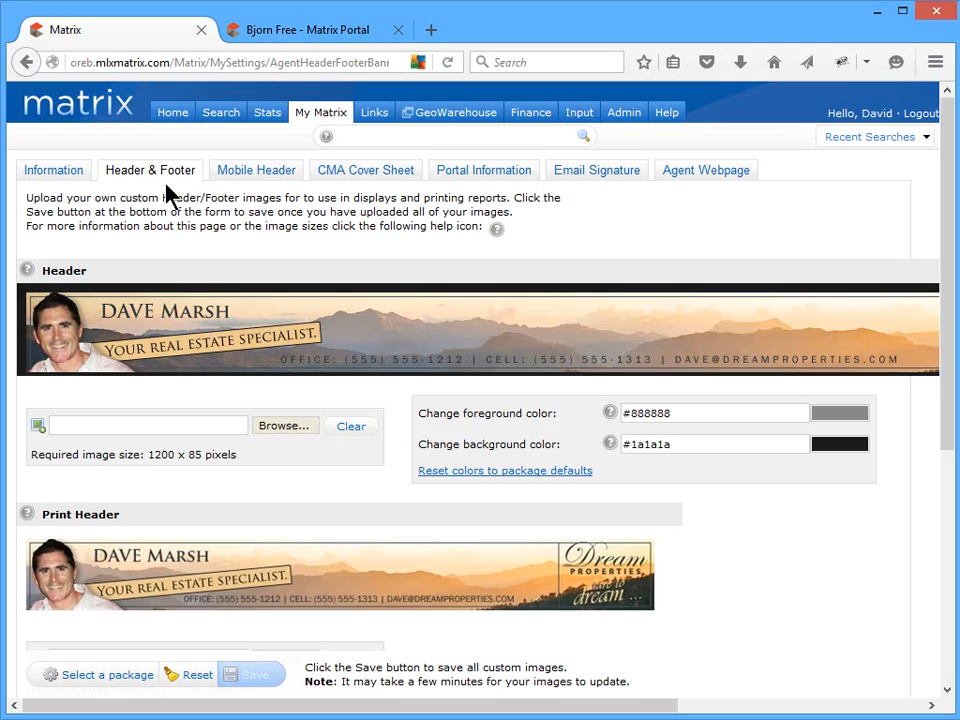 Matrix
Bjorn Free - Matrix Portal
oreb.mlxmatrix.com/Matrix/MySettings/AgentHeaderFooterBanr
Search
matrix
Home
Search
Stats
My Matrix
Links
GeoWarehouse
Finance
Input
Admin
Help
Hello, David · Logout
Recent Searches
Information
Header & Footer
Mobile Header
CMA Cover Sheet
Portal Information
Email Signature
Agent Webpage
Upload your own custom Header/Footer images for to use in displays and printing reports. Click the
Save button at the bottom of the form to save once you have uploaded all of your images.
For more information about this page or the image sizes click the following help icon:
Header
DAVE MARSH
YOUR REAL ESTATE SPECIALIST.
OFFICE: (555) 555-1212 | CELL: (555) 555-1313 | DAVE@DREAMPROPERTIES.COM
Browse...
Clear
Required image size: 1200 x 85 pixels
Change foreground color:
#888888
Change background color:
#1a1a1a
Reset colors to package defaults
Print Header
DAVE MARSH
YOUR REAL ESTATE SPECIALIST.
OFFICE: (555) 555-1212 | CELL: (555) 555-1313 | DAVE@DREAMPROPERTIES.COM
Dream
PROPERTIES
dream ...
Select a package
Reset
Save
Click the Save button to save all custom images.
Note: It may take a few minutes for your images to update.